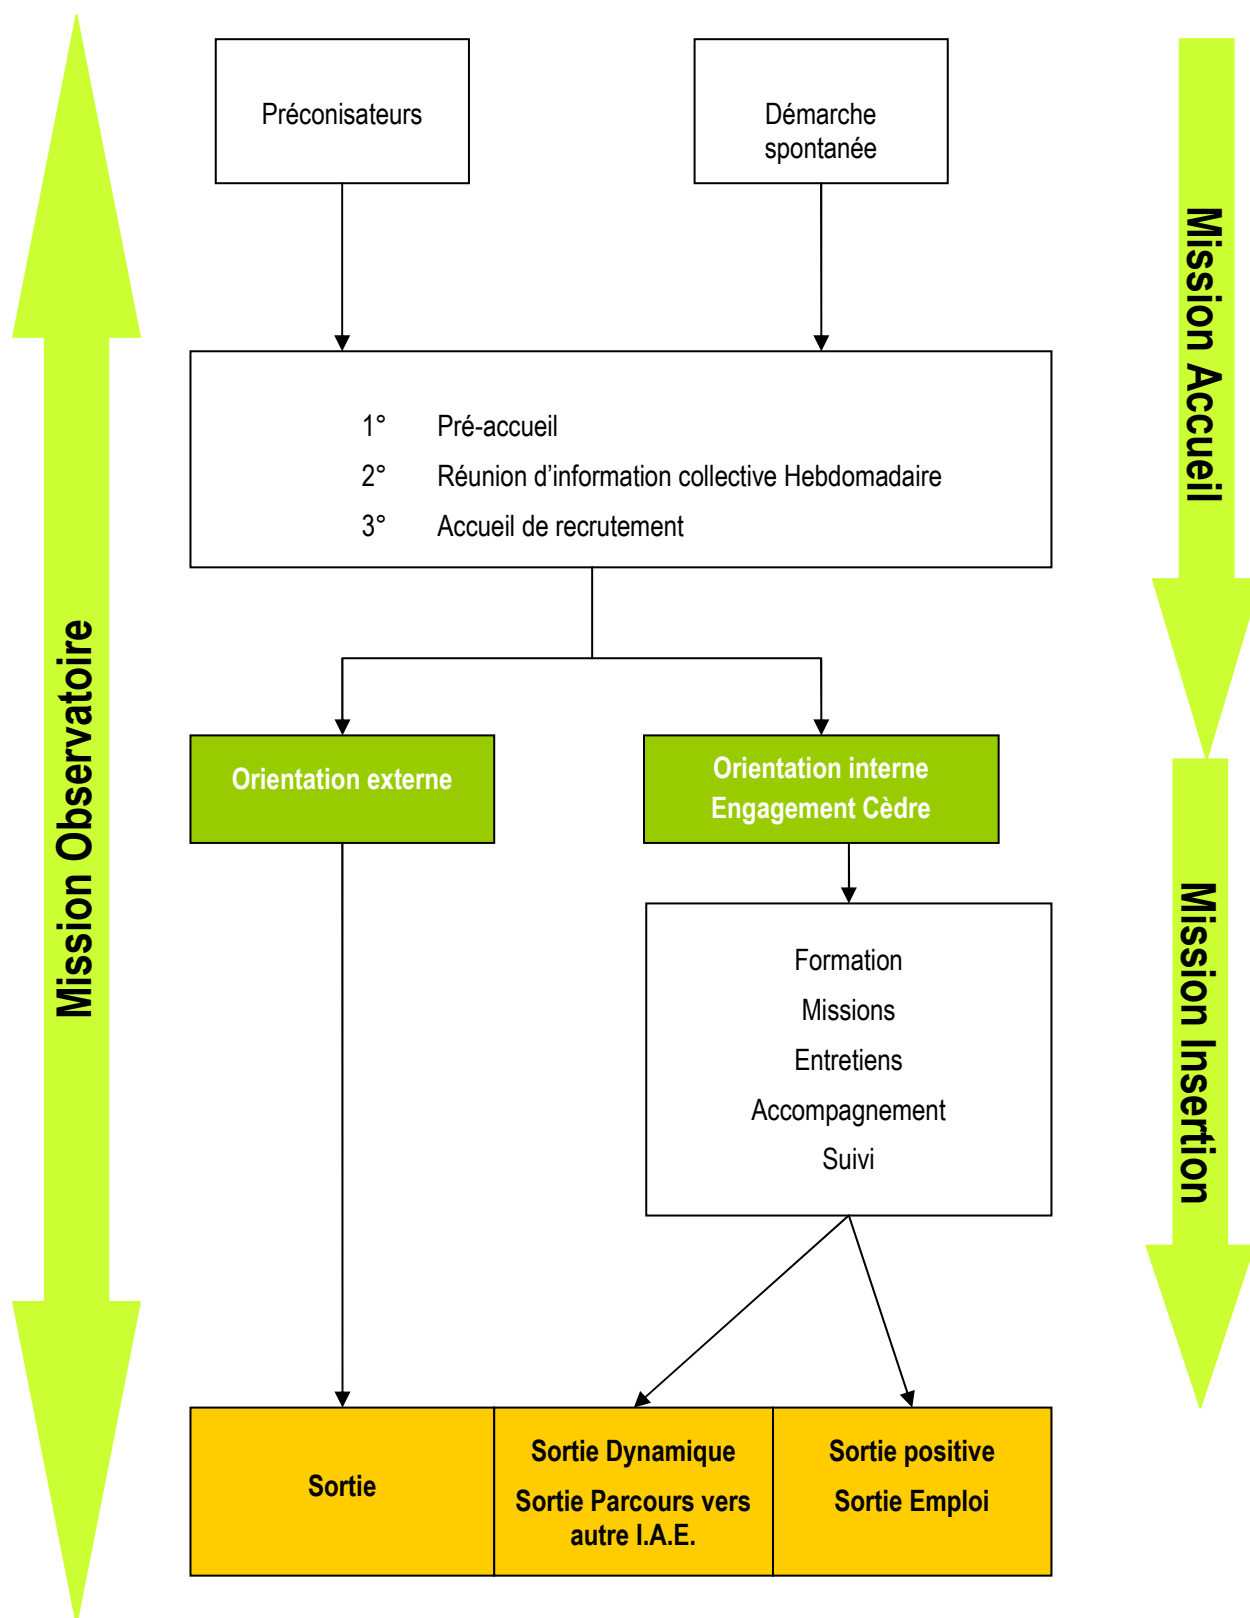 Préconisateurs
Démarche
spontanée
1° Pré-accueil
2° Réunion d’information collective Hebdomadaire
3° Accueil de recrutement
Mission Accueil
Mission Observatoire
Orientation externe
Orientation interne
Engagement Cèdre
Formation
Missions
Entretiens
Accompagnement
Suivi
Mission Insertion
Sortie
Sortie Dynamique
Sortie Parcours vers
autre I.A.E.
Sortie positive
Sortie Emploi